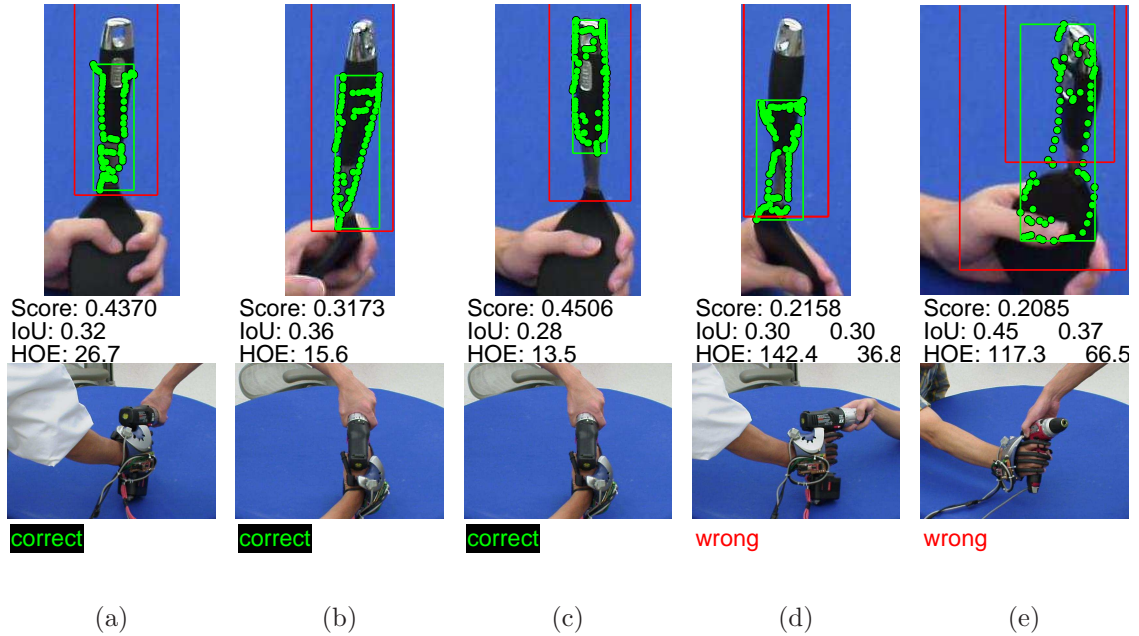 Score: 0.4370
IoU: 0.32
HOE: 26.7
correct
(a)
Score: 0.3173
IoU: 0.36
HOE: 15.6
correct
(b)
Score: 0.4506
IoU: 0.28
HOE: 13.5
correct
(c)
Score: 0.2158
IoU: 0.30 0.30
HOE: 142.4 36.8
wrong
(d)
Score: 0.2085
IoU: 0.45 0.37
HOE: 117.3 66.5
wrong
(e)